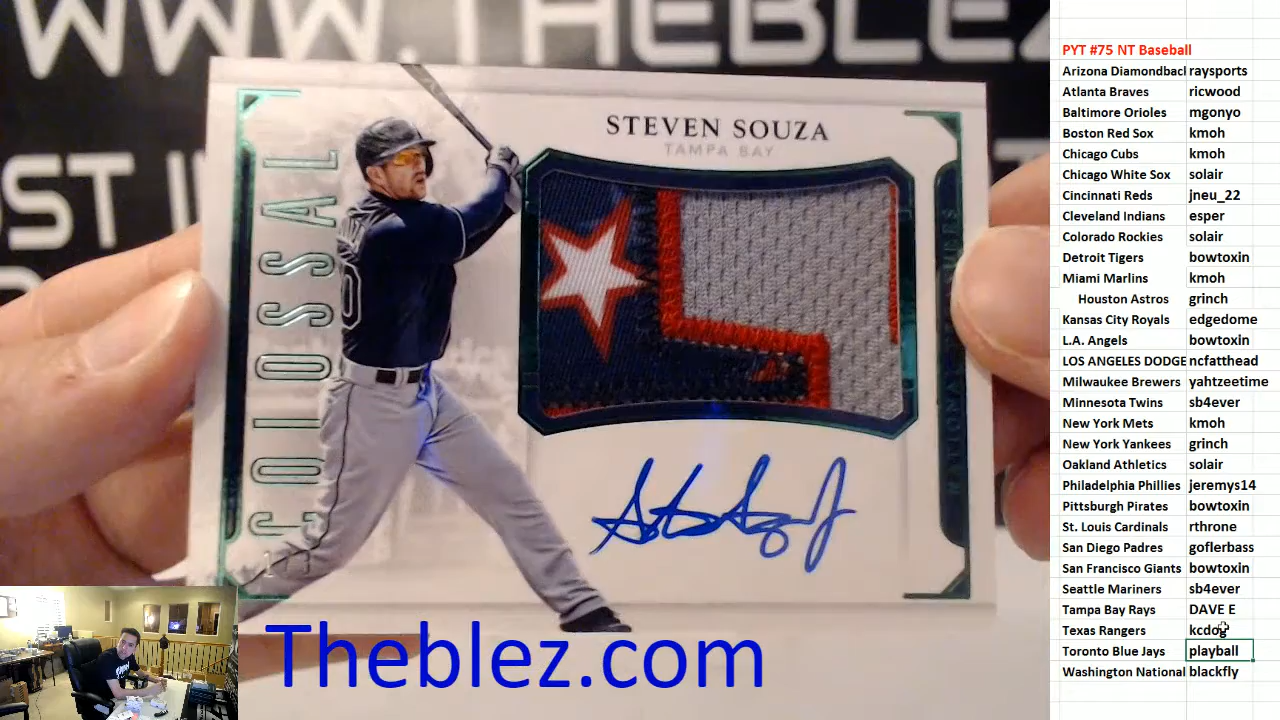 WWW.THEBLEZ
OST I
STEVEN SOUZA
TAMPA BAY
COLOSSAL
Theblez.com
PYT #75 NT Baseball
Arizona Diamondbacl raysports
Atlanta Braves ricwood
Baltimore Orioles mgonyo
Boston Red Sox kmoh
Chicago Cubs kmoh
Chicago White Sox solair
Cincinnati Reds jneu_22
Cleveland Indians esper
Colorado Rockies solair
Detroit Tigers bowtoxin
Miami Marlins kmoh
Houston Astros grinch
Kansas City Royals edgedome
L.A. Angels bowtoxin
LOS ANGELES DODGE ncfatthead
Milwaukee Brewers yahtzeetime
Minnesota Twins sb4ever
New York Mets kmoh
New York Yankees grinch
Oakland Athletics solair
Philadelphia Phillies jeremys14
Pittsburgh Pirates bowtoxin
St. Louis Cardinals rthrone
San Diego Padres goflerbass
San Francisco Giants bowtoxin
Seattle Mariners sb4ever
Tampa Bay Rays DAVE E
Texas Rangers kcdog
Toronto Blue Jays playball
Washington National blackfly